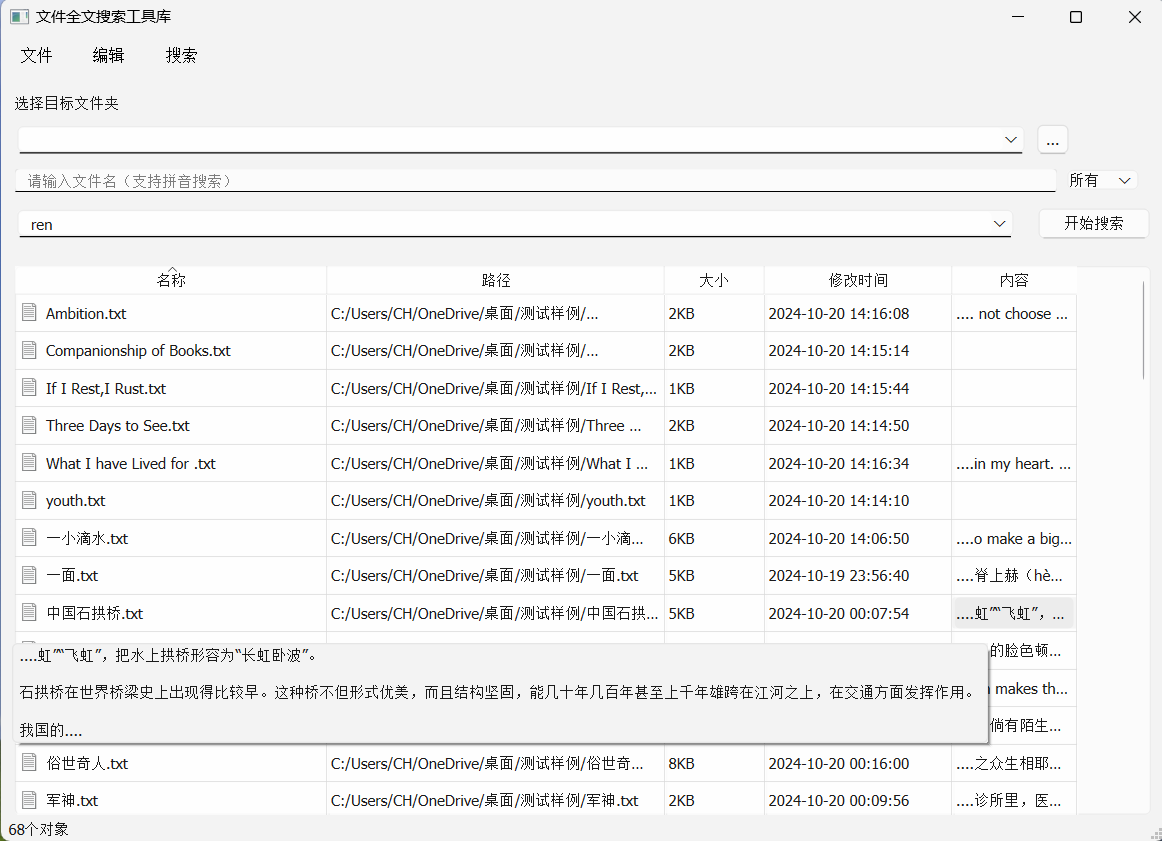 文件全文搜索工具库
文件 编辑 搜索
选择目标文件夹
...
请输入文件名（支持拼音搜索） 所有
ren 开始搜索
名称 路径 大小 修改时间 内容
Ambition.txt C:/Users/CH/OneDrive/桌面/测试样例/... 2KB 2024-10-20 14:16:08 .... not choose ...
Companionship of Books.txt C:/Users/CH/OneDrive/桌面/测试样例/... 2KB 2024-10-20 14:15:14
If I Rest,I Rust.txt C:/Users/CH/OneDrive/桌面/测试样例/If I Rest,... 1KB 2024-10-20 14:15:44
Three Days to See.txt C:/Users/CH/OneDrive/桌面/测试样例/Three ... 2KB 2024-10-20 14:14:50
What I have Lived for .txt C:/Users/CH/OneDrive/桌面/测试样例/What I ... 1KB 2024-10-20 14:16:34 ....in my heart. ...
youth.txt C:/Users/CH/OneDrive/桌面/测试样例/youth.txt 1KB 2024-10-20 14:14:10
一小滴水.txt C:/Users/CH/OneDrive/桌面/测试样例/一小滴... 6KB 2024-10-20 14:06:50 ....o make a big...
一面.txt C:/Users/CH/OneDrive/桌面/测试样例/一面.txt 5KB 2024-10-19 23:56:40 ....脊上赫（hè...
中国石拱桥.txt C:/Users/CH/OneDrive/桌面/测试样例/中国石拱... 5KB 2024-10-20 00:07:54 ....虹”“飞虹”，...
的脸色顿...
....虹”“飞虹”，把水上拱桥形容为“长虹卧波”。
石拱桥在世界桥梁史上出现得比较早。这种桥不但形式优美，而且结构坚固，能几十年几百年甚至上千年雄跨在江河之上，在交通方面发挥作用。
makes th...
倘有陌生...
我国的....
俗世奇人.txt C:/Users/CH/OneDrive/桌面/测试样例/俗世奇... 8KB 2024-10-20 00:16:00 ....之众生相耶...
军神.txt C:/Users/CH/OneDrive/桌面/测试样例/军神.txt 2KB 2024-10-20 00:09:56 ....诊所里，医...
68个对象